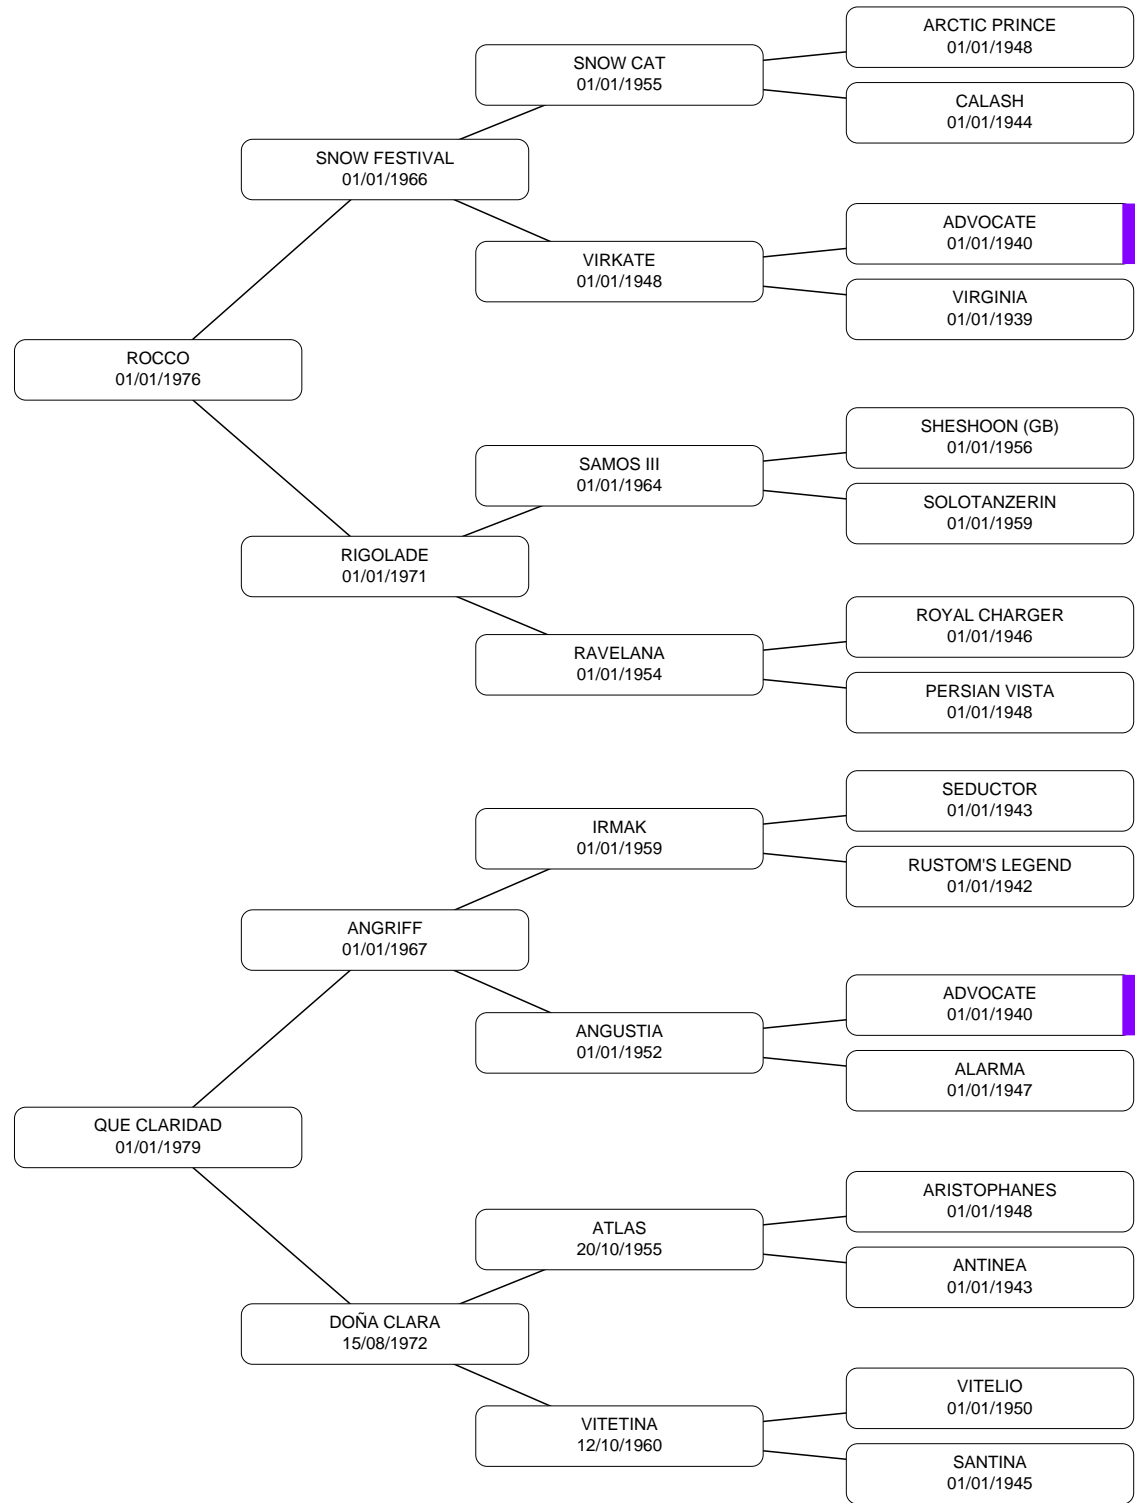 ARCTIC PRINCE
01/01/1948
SNOW CAT
01/01/1955
CALASH
01/01/1944
SNOW FESTIVAL
01/01/1966
ADVOCATE
01/01/1940
VIRKATE
01/01/1948
VIRGINIA
01/01/1939
ROCCO
01/01/1976
SHESHOON (GB)
01/01/1956
SAMOS III
01/01/1964
SOLOTANZERIN
01/01/1959
RIGOLADE
01/01/1971
ROYAL CHARGER
01/01/1946
RAVELANA
01/01/1954
PERSIAN VISTA
01/01/1948
SEDUCTOR
01/01/1943
IRMAK
01/01/1959
RUSTOM'S LEGEND
01/01/1942
ANGRIFF
01/01/1967
ADVOCATE
01/01/1940
ANGUSTIA
01/01/1952
ALARMA
01/01/1947
QUE CLARIDAD
01/01/1979
ARISTOPHANES
01/01/1948
ATLAS
20/10/1955
ANTINEA
01/01/1943
DOÑA CLARA
15/08/1972
VITELIO
01/01/1950
VITETINA
12/10/1960
SANTINA
01/01/1945